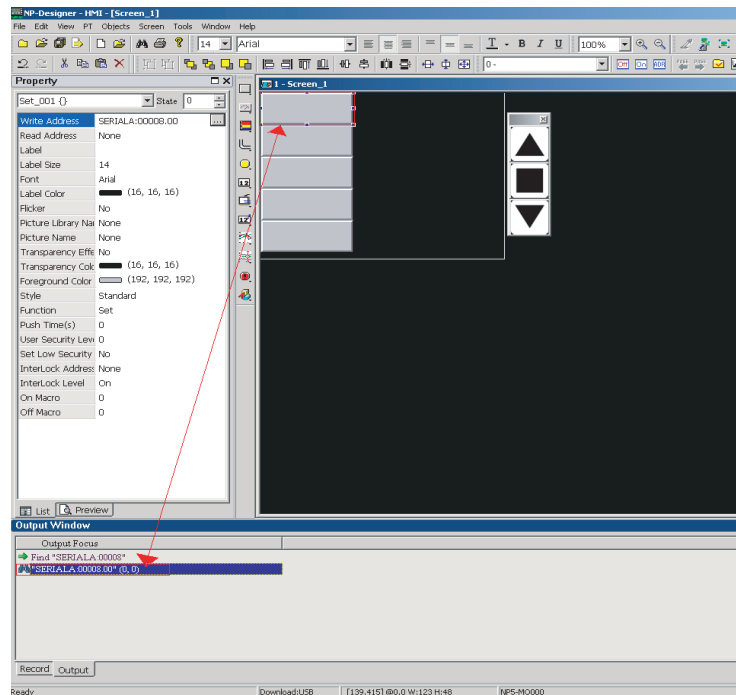 NP-Designer - HMI - [Screen_1]
File Edit View PT Objects Screen Tools Window Help
14 Arial T B I U 100%
0- Off On ADR
Property
1 - Screen_1
Set_001 {} State 0
Write Address SERIALA:00008.00 ...
Read Address None
Label
Label Size 14
Font Arial
Label Color (16, 16, 16)
Flicker No
Picture Library Nar None
Picture Name None
Transparency Effe No
Transparency Colo (16, 16, 16)
Foreground Color (192, 192, 192)
Style Standard
Function Set
Push Time(s) 0
User Security Leve 0
Set Low Security No
InterLock Address None
InterLock Level On
On Macro 0
Off Macro 0
List Preview
Output Window
Output Focus
Find "SERIALA:00008"
"SERIALA:00008.00" (0, 0)
Record Output
Ready Download:USB [139,415] @0,0 W:123 H:48 NP5-MQ000